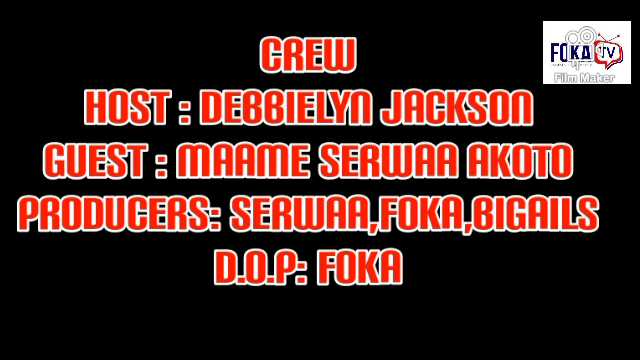 CREW
HOST : DEBBIELYN JACKSON
GUEST : MAAME SERWAA AKOTO
PRODUCERS: SERWAA,FOKA,BIGAILS
D.O.P: FOKA
FOKA TV
Film Maker